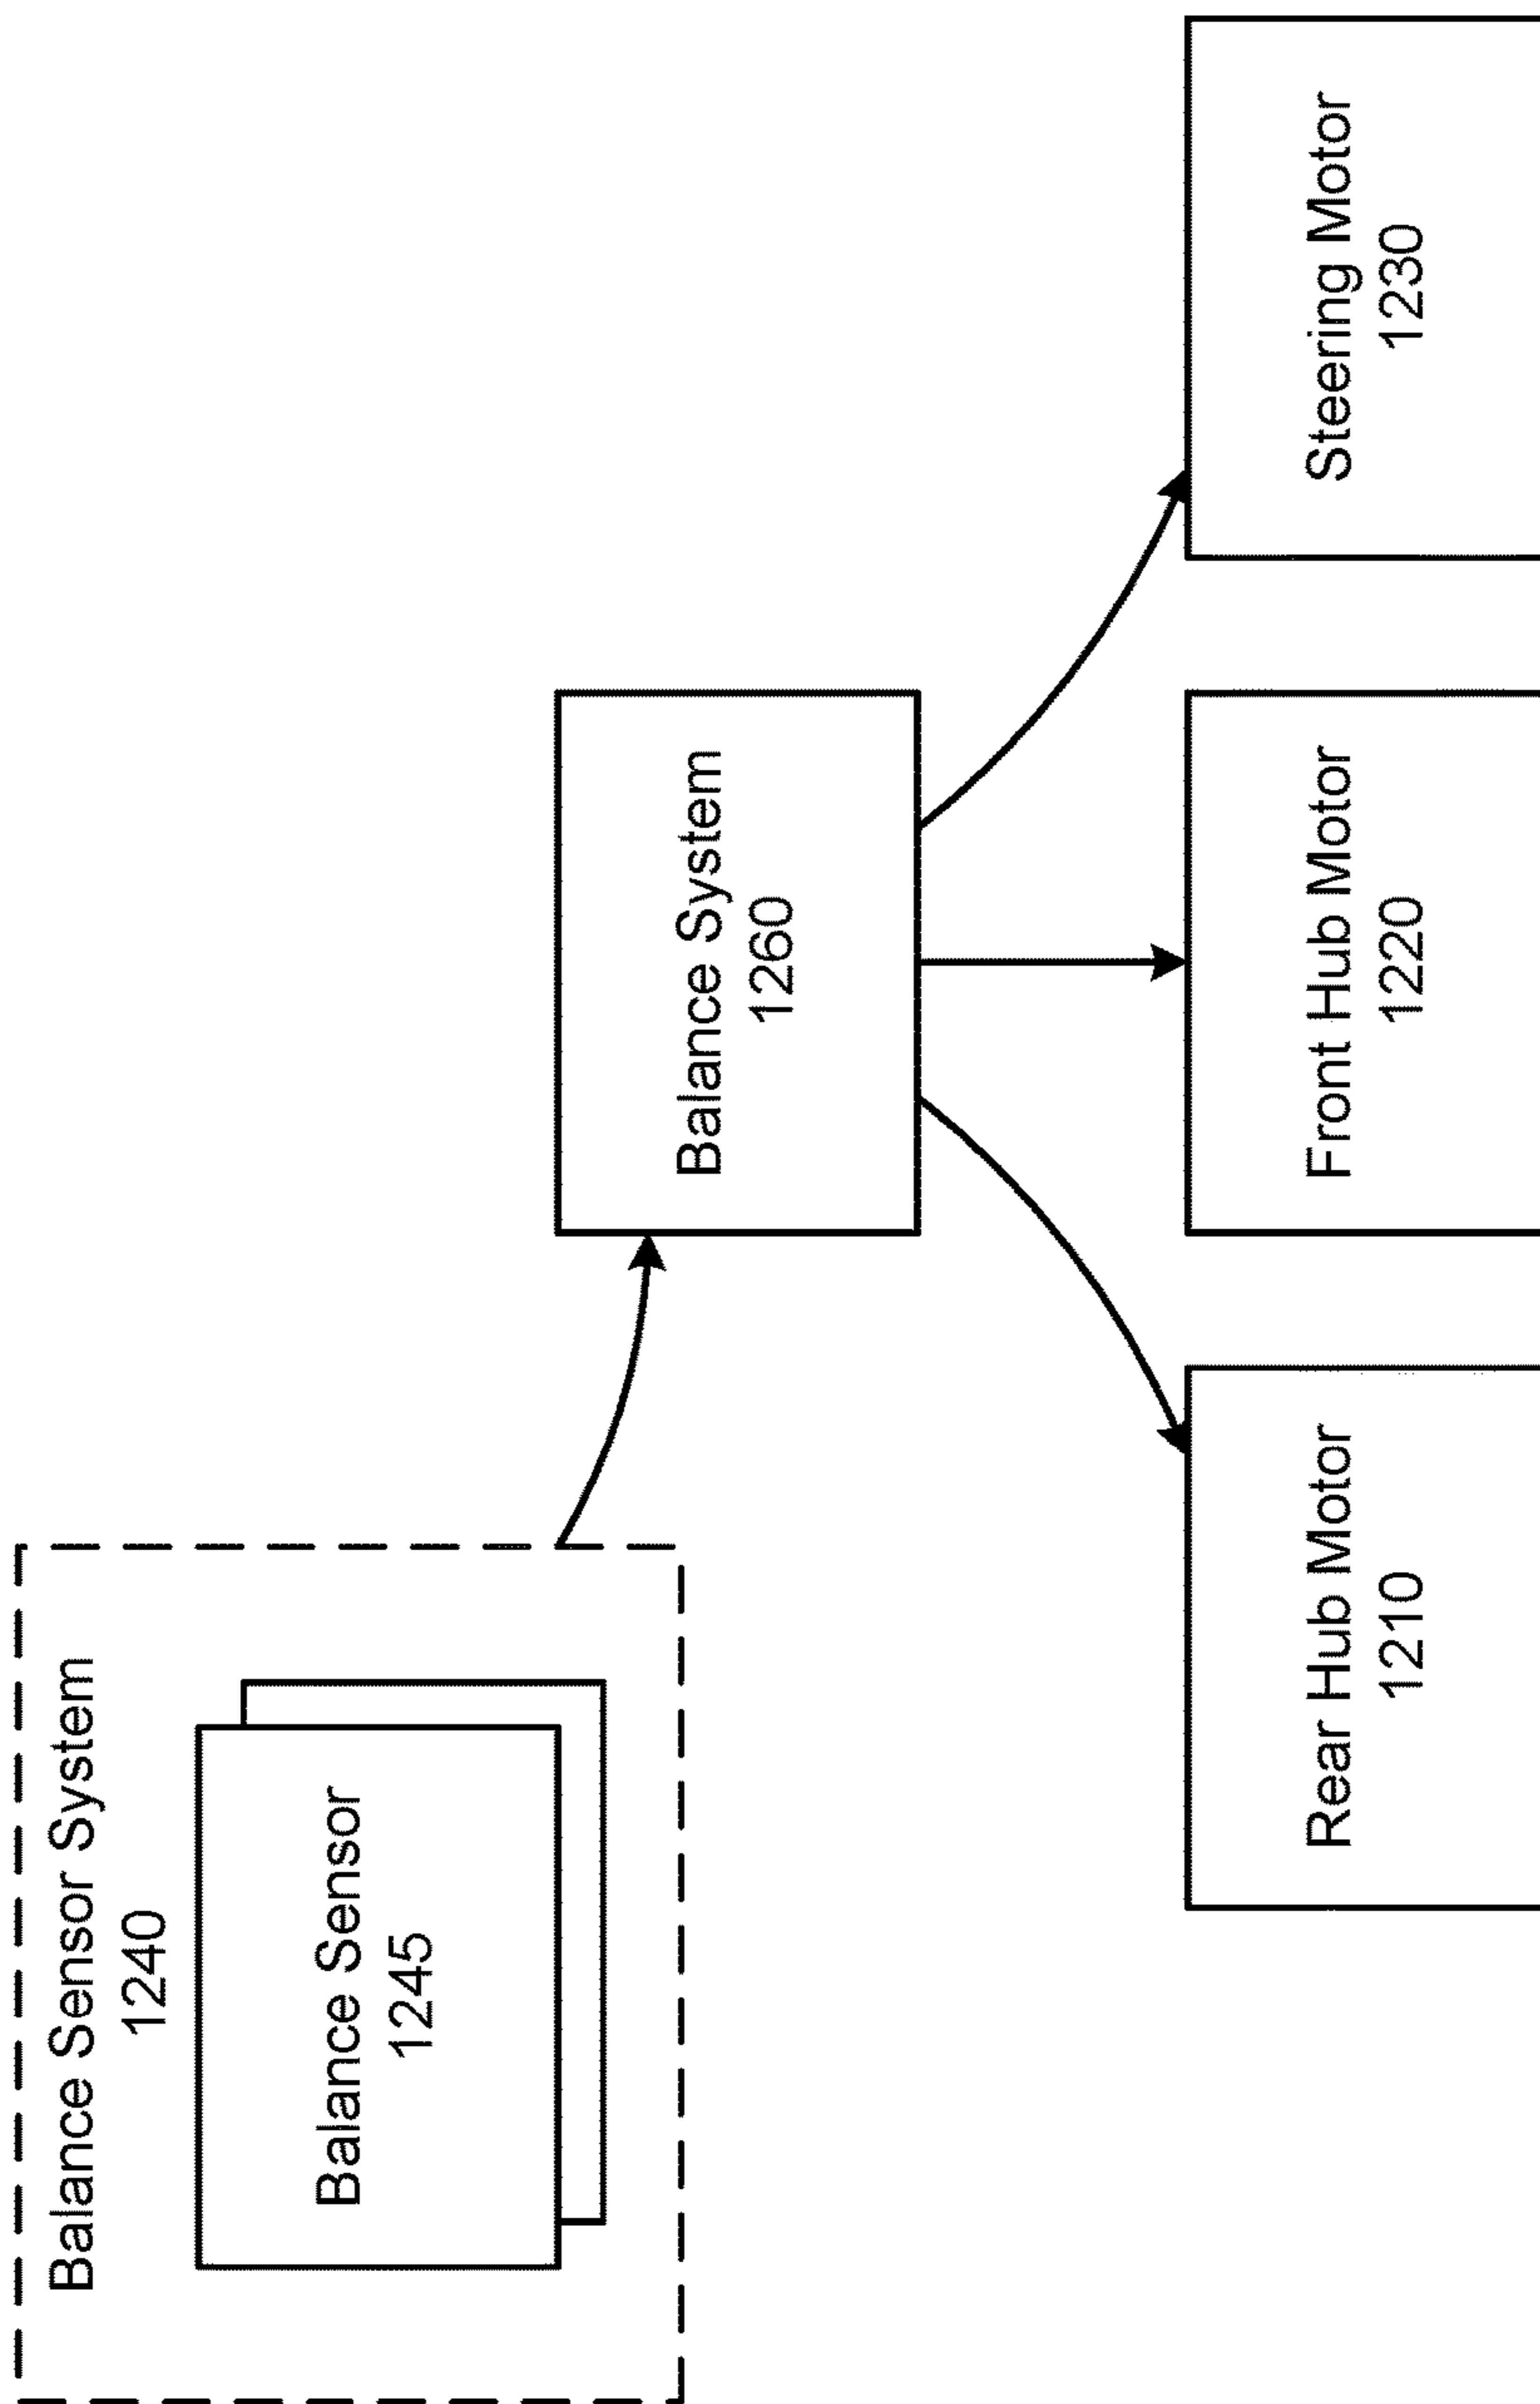 Balance Sensor System
1240
Balance Sensor
1245
Balance System
1260
Rear Hub Motor
1210
Front Hub Motor
1220
Steering Motor
1230